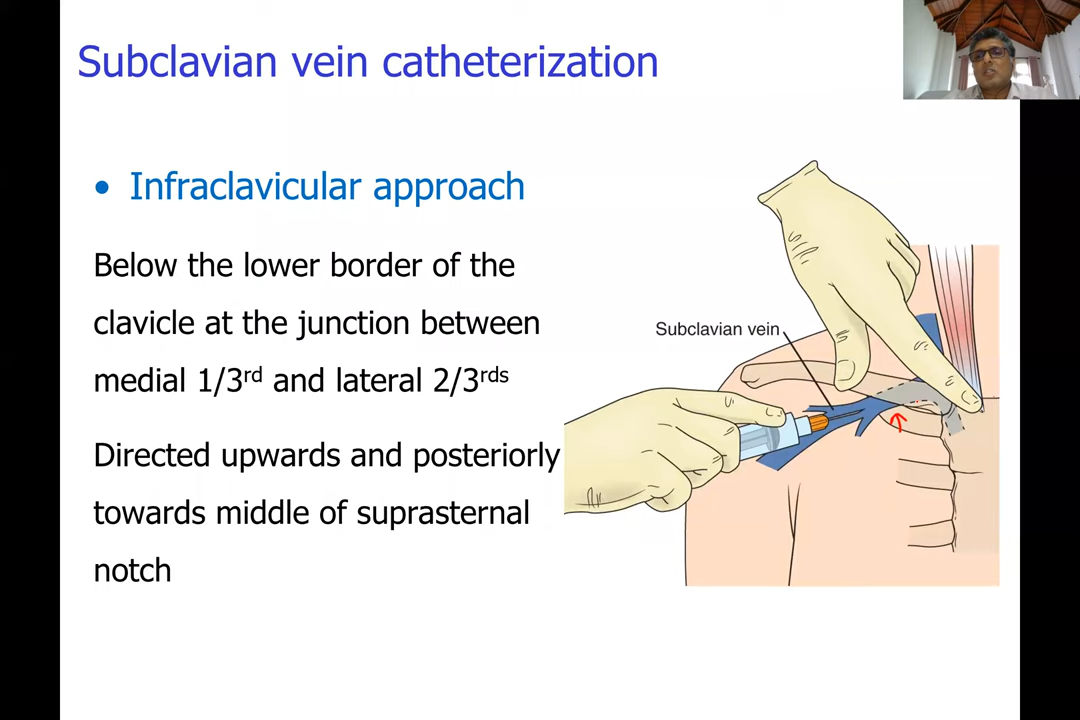 Subclavian vein catheterization
• Infraclavicular approach
Below the lower border of the
clavicle at the junction between
medial 1/3rd and lateral 2/3rds
Directed upwards and posteriorly
towards middle of suprasternal
notch
Subclavian vein